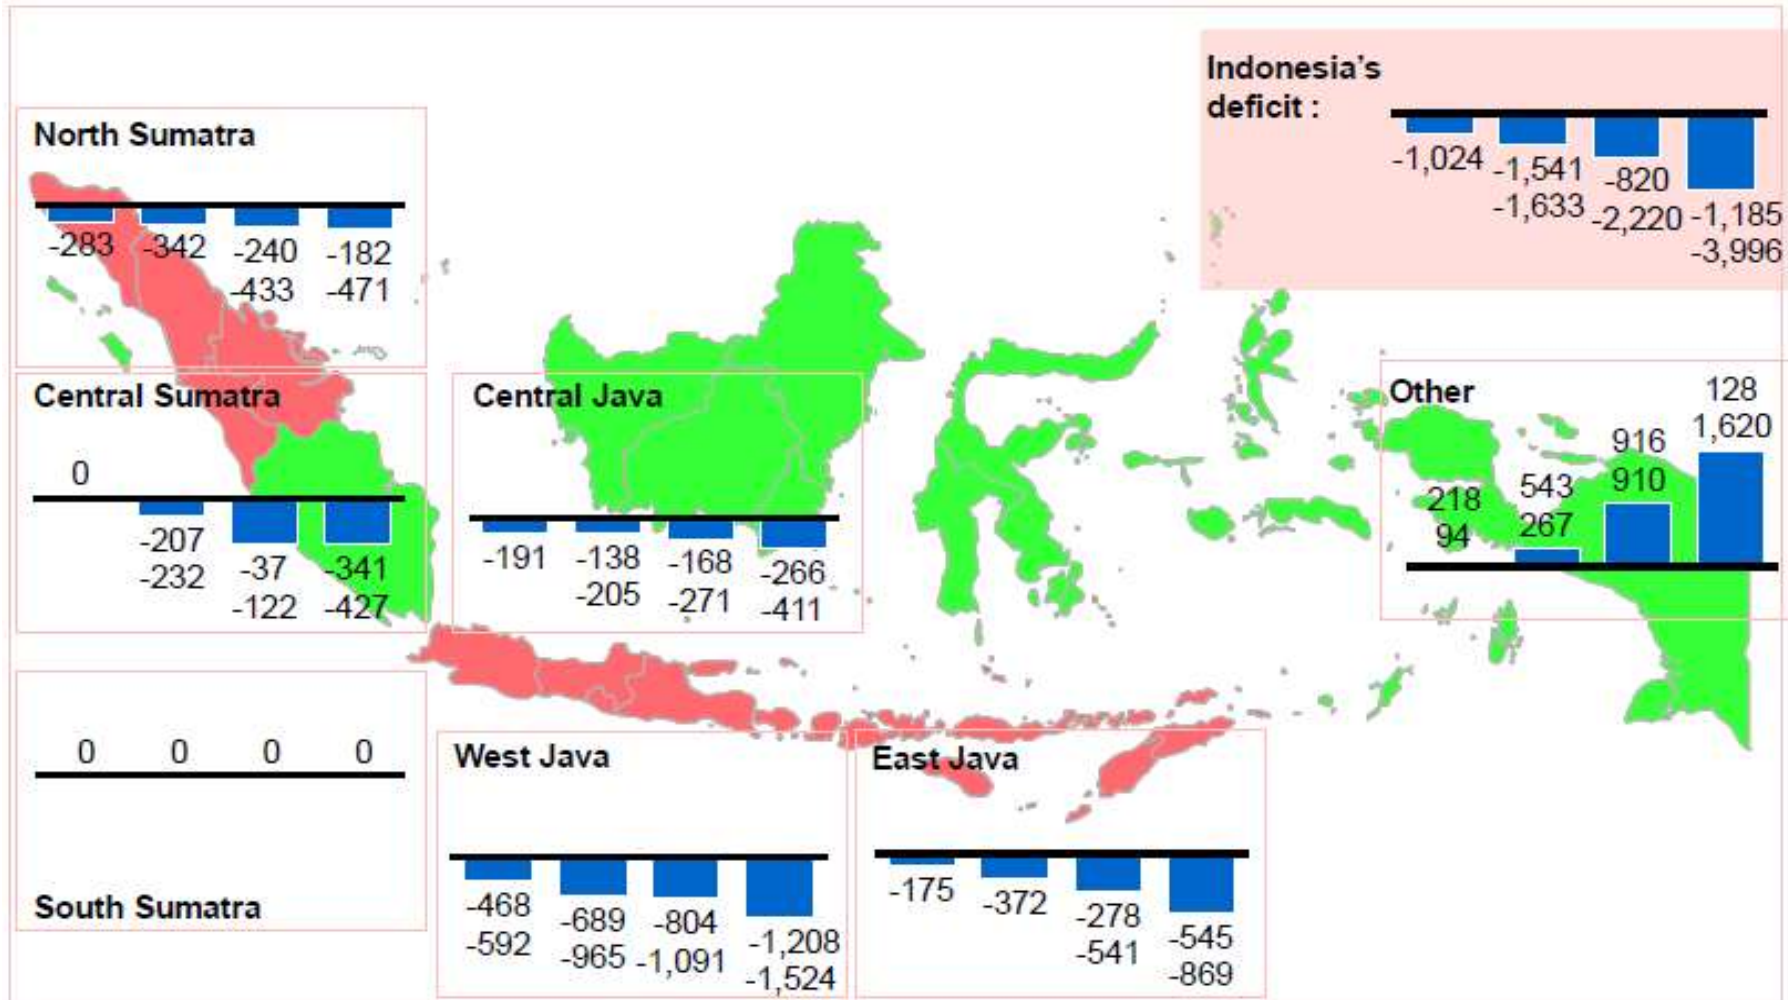 Indonesia's
deficit :
-1,024 -1,541 -820 -1,185
-1,633 -2,220 -3,996
North Sumatra
-283 -342 -240 -182
-433 -471
Central Sumatra
0
-207 -37 -341
-232 -122 -427
Central Java
-191 -138 -168 -266
-205 -271 -411
Other
128
1,620
916
910
543
267
218
94
0 0 0 0
South Sumatra
West Java
-468 -689 -804 -1,208
-592 -965 -1,091 -1,524
East Java
-175 -372 -278 -545
-541 -869